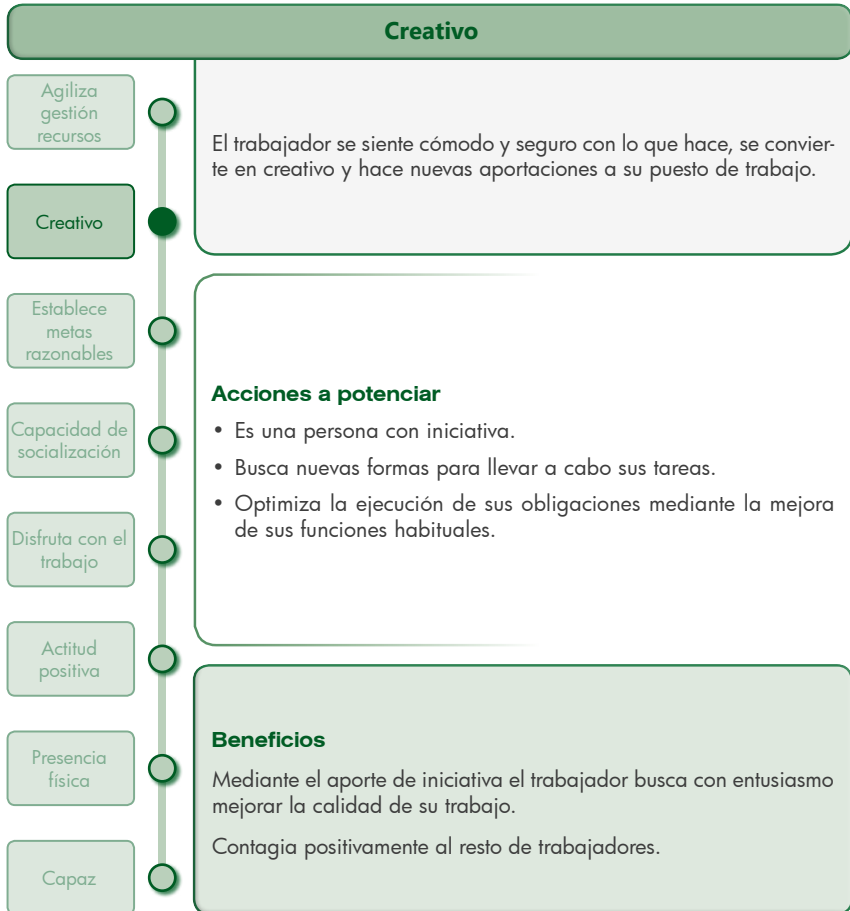 Creativo
Agiliza
gestión
recursos
Creativo
Establece
metas
razonables
Capacidad de
socialización
Disfruta con el
trabajo
Actitud
positiva
Presencia
física
Capaz
El trabajador se siente cómodo y seguro con lo que hace, se convier-
te en creativo y hace nuevas aportaciones a su puesto de trabajo.
Acciones a potenciar
• Es una persona con iniciativa.
• Busca nuevas formas para llevar a cabo sus tareas.
• Optimiza la ejecución de sus obligaciones mediante la mejora
de sus funciones habituales.
Beneficios
Mediante el aporte de iniciativa el trabajador busca con entusiasmo
mejorar la calidad de su trabajo.
Contagia positivamente al resto de trabajadores.